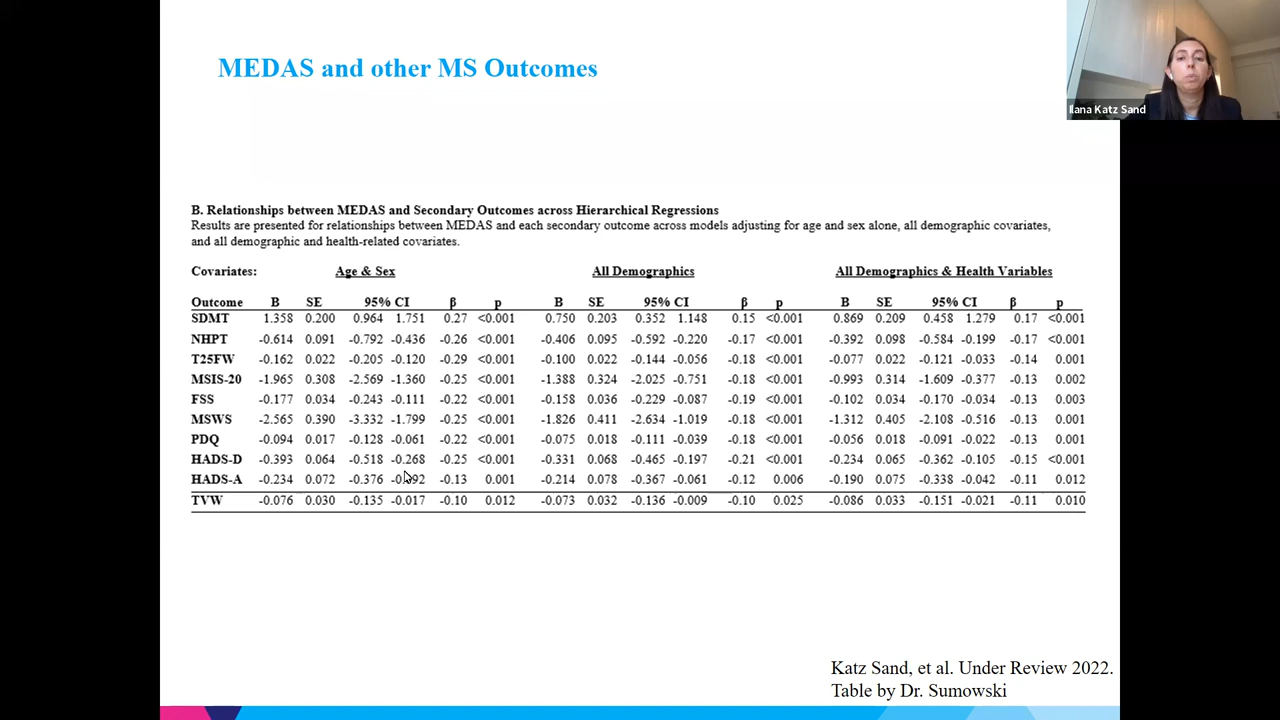 MEDAS and other MS Outcomes
Ilana Katz Sand
B. Relationships between MEDAS and Secondary Outcomes across Hierarchical Regressions
Results are presented for relationships between MEDAS and each secondary outcome across models adjusting for age and sex alone, all demographic covariates,
and all demographic and health-related covariates.
Covariates: Age & Sex All Demographics All Demographics & Health Variables
Outcome B SE 95% CI β p B SE 95% CI β p B SE 95% CI β p
SDMT 1.358 0.200 0.964 1.751 0.27 <0.001 0.750 0.203 0.352 1.148 0.15 <0.001 0.869 0.209 0.458 1.279 0.17 <0.001
NHPT -0.614 0.091 -0.792 -0.436 -0.26 <0.001 -0.406 0.095 -0.592 -0.220 -0.17 <0.001 -0.392 0.098 -0.584 -0.199 -0.17 <0.001
T25FW -0.162 0.022 -0.205 -0.120 -0.29 <0.001 -0.100 0.022 -0.144 -0.056 -0.18 <0.001 -0.077 0.022 -0.121 -0.033 -0.14 0.001
MSIS-20 -1.965 0.308 -2.569 -1.360 -0.25 <0.001 -1.388 0.324 -2.025 -0.751 -0.18 <0.001 -0.993 0.314 -1.609 -0.377 -0.13 0.002
FSS -0.177 0.034 -0.243 -0.111 -0.22 <0.001 -0.158 0.036 -0.229 -0.087 -0.19 <0.001 -0.102 0.034 -0.170 -0.034 -0.13 0.003
MSWS -2.565 0.390 -3.332 -1.799 -0.25 <0.001 -1.826 0.411 -2.634 -1.019 -0.18 <0.001 -1.312 0.405 -2.108 -0.516 -0.13 0.001
PDQ -0.094 0.017 -0.128 -0.061 -0.22 <0.001 -0.075 0.018 -0.111 -0.039 -0.18 <0.001 -0.056 0.018 -0.091 -0.022 -0.13 0.001
HADS-D -0.393 0.064 -0.518 -0.268 -0.25 <0.001 -0.331 0.068 -0.465 -0.197 -0.21 <0.001 -0.234 0.065 -0.362 -0.105 -0.15 <0.001
HADS-A -0.234 0.072 -0.376 -0.13 0.001 -0.214 0.078 -0.367 -0.061 -0.12 0.006 -0.190 0.075 -0.338 -0.042 -0.11 0.012
TVW -0.076 0.030 -0.135 -0.017 -0.10 0.012 -0.073 0.032 -0.136 -0.009 -0.10 0.025 -0.086 0.033 -0.151 -0.021 -0.11 0.010
Katz Sand, et al. Under Review 2022.
Table by Dr. Sumowski